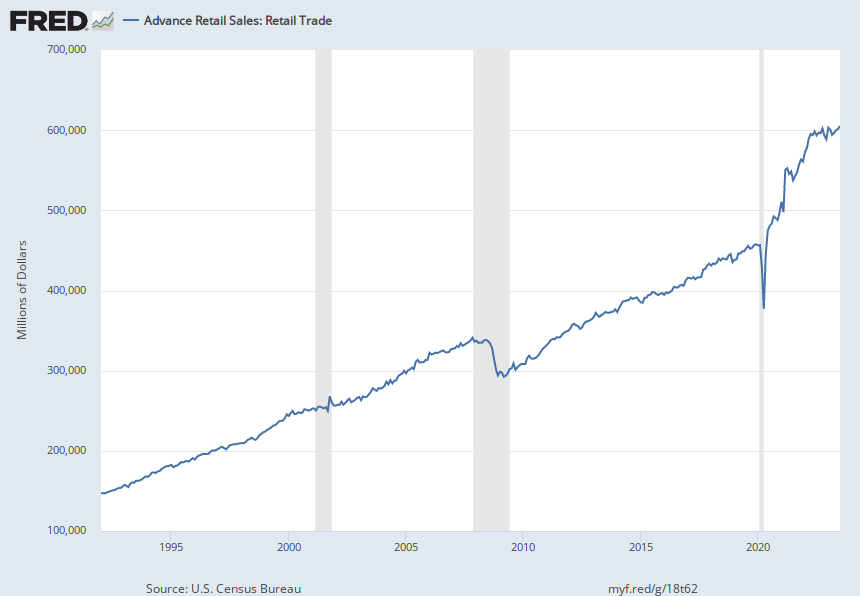 FRED Advance Retail Sales: Retail Trade
700,000
600,000
500,000
400,000
300,000
200,000
100,000
Millions of Dollars
1995 2000 2005 2010 2015 2020
Source: U.S. Census Bureau myf.red/g/18t62